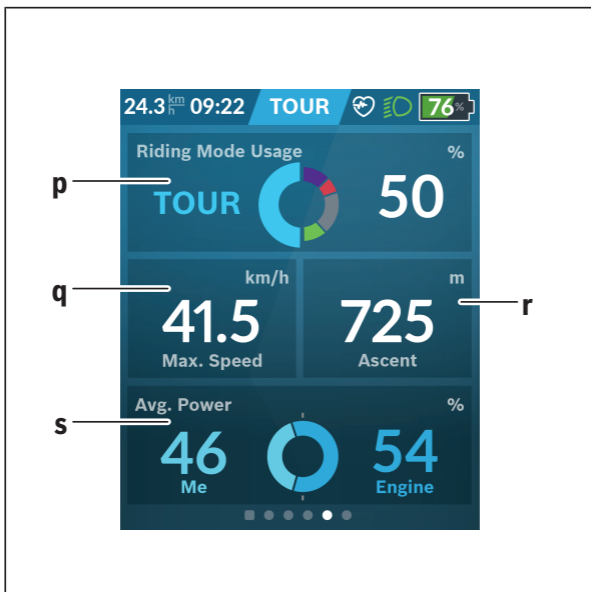 24.3 km/h 09:22 TOUR 76%
Riding Mode Usage %
p
TOUR 50
q
km/h m
41.5 725
r
Max. Speed Ascent
Avg. Power %
s
46 54
Me Engine